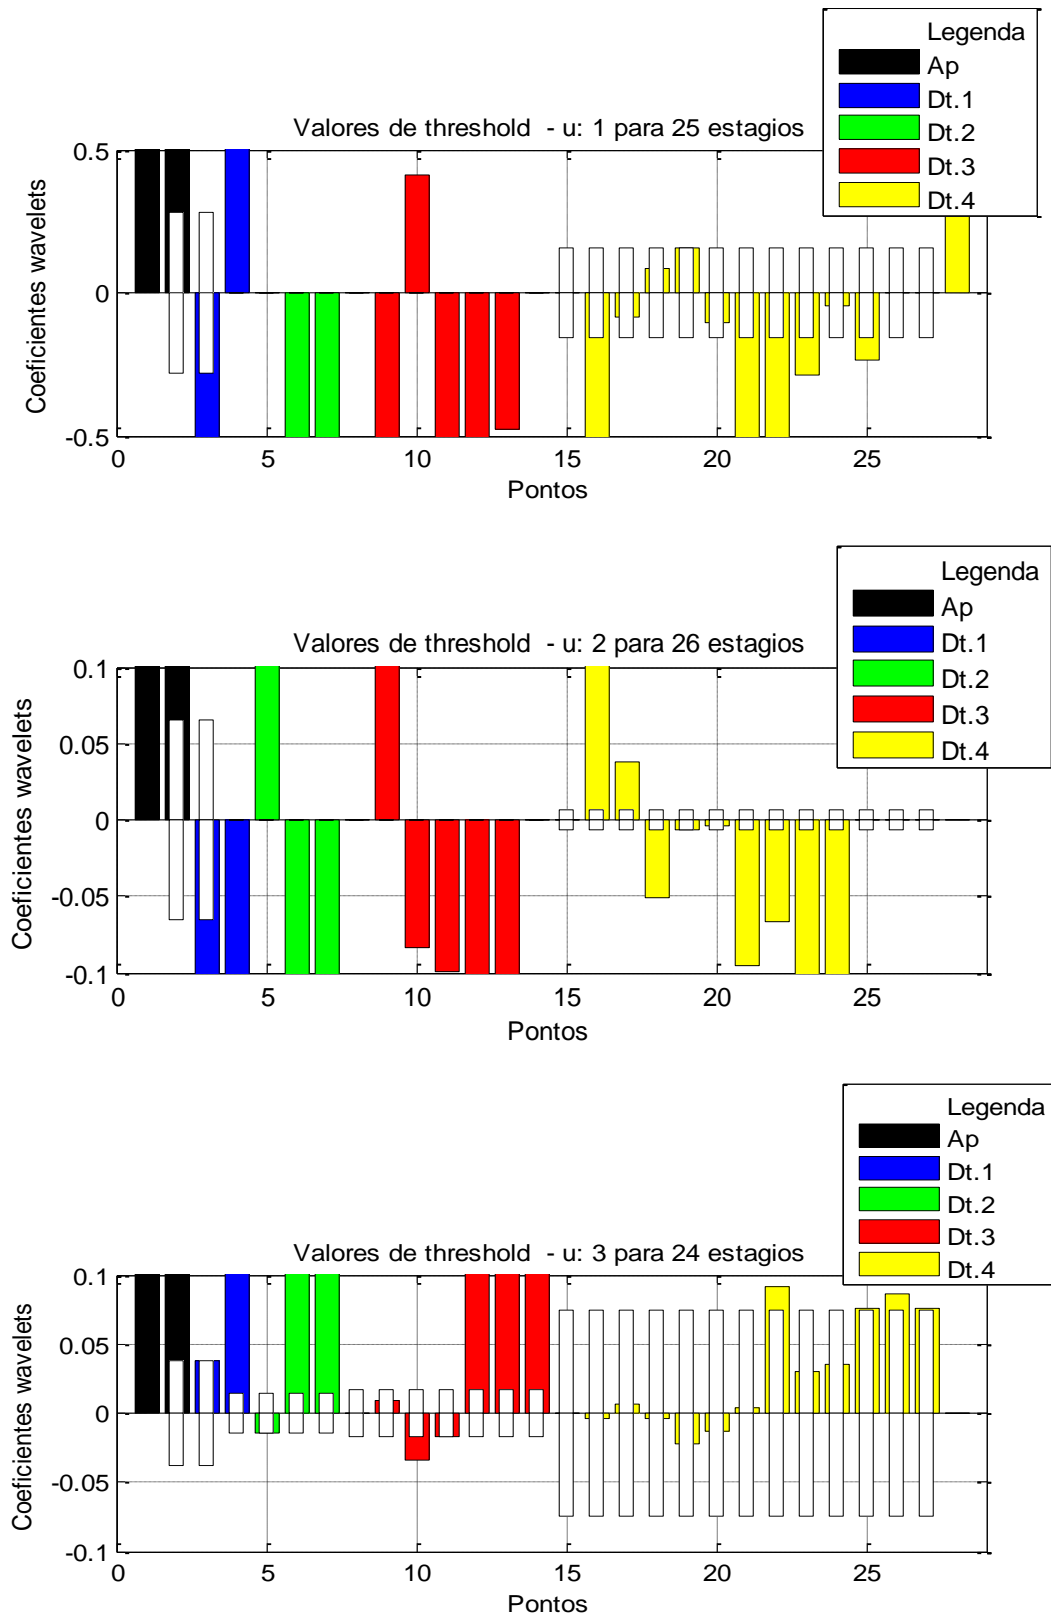 Legenda
Ap
Dt.1
Dt.2
Dt.3
Dt.4
Valores de threshold - u: 1 para 25 estagios
Coeficientes wavelets
0.5
0
-0.5
0 5 10 15 20 25
Pontos
Legenda
Ap
Dt.1
Dt.2
Dt.3
Dt.4
Valores de threshold - u: 2 para 26 estagios
Coeficientes wavelets
0.1
0.05
0
-0.05
-0.1
0 5 10 15 20 25
Pontos
Legenda
Ap
Dt.1
Dt.2
Dt.3
Dt.4
Valores de threshold - u: 3 para 24 estagios
Coeficientes wavelets
0.1
0.05
0
-0.05
-0.1
0 5 10 15 20 25
Pontos